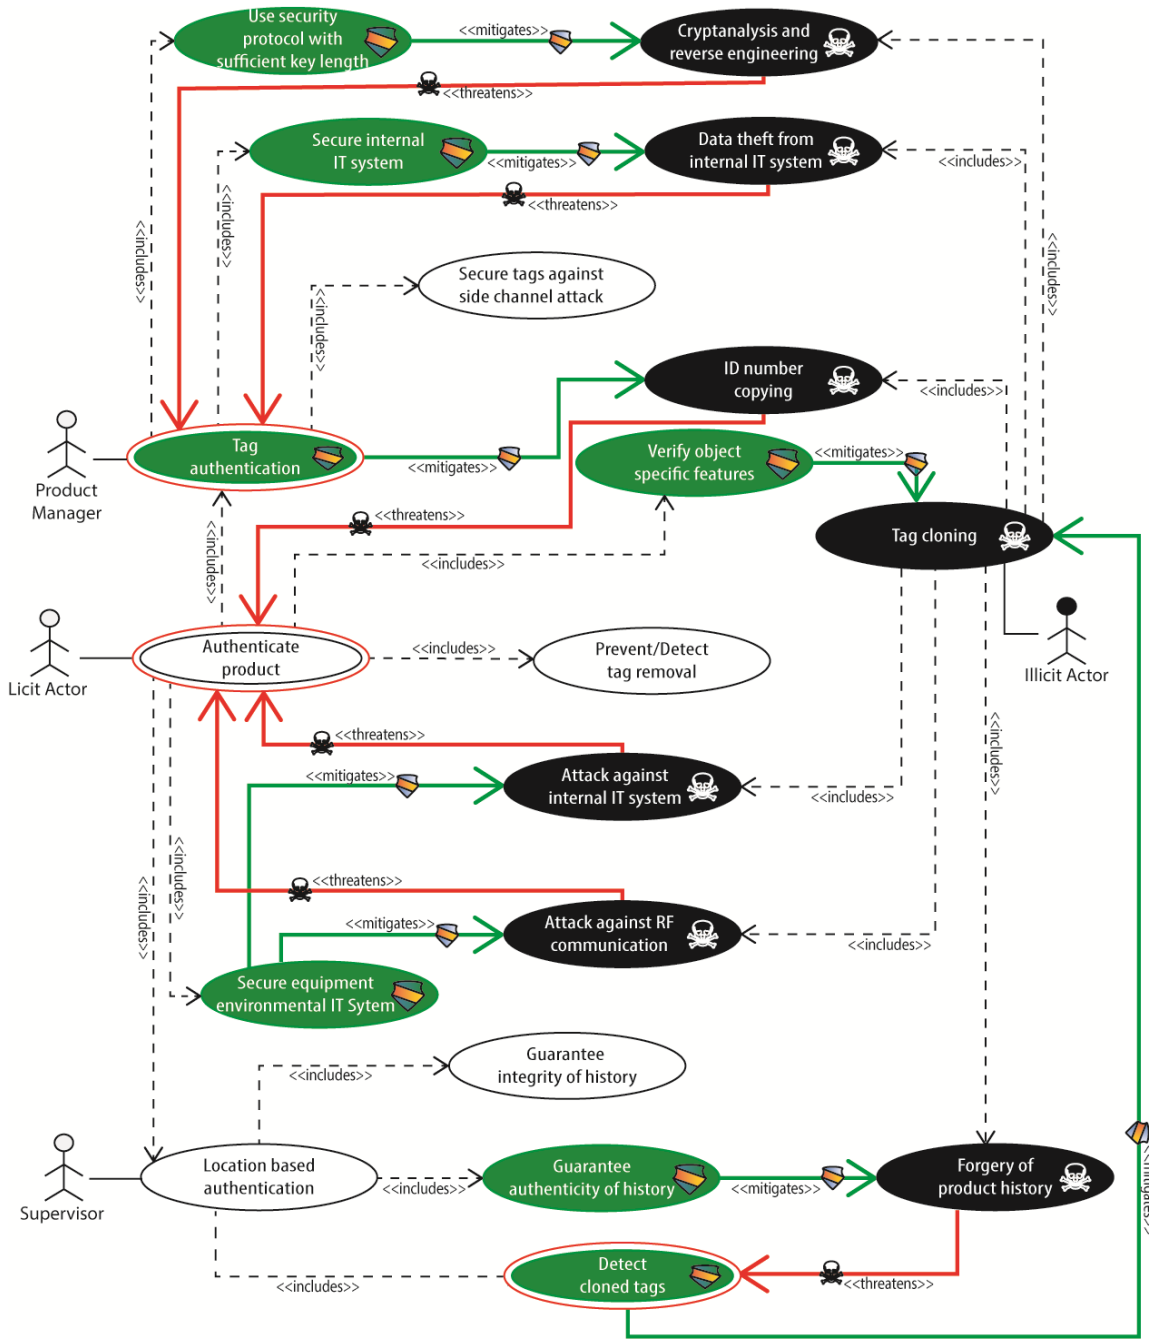 Use security
protocol with
sufficient key length
<<mitigates>>
Cryptanalysis and
reverse engineering
<<threatens>>
Secure internal
IT system
<<mitigates>>
Data theft from
internal IT system
<<includes>>
<<threatens>>
<<includes>>
<<includes>>
<<includes>>
Secure tags against
side channel attack
<<includes>>
ID number
copying
<<includes>>
Tag
authentication
<<mitigates>>
Verify object
specific features
<<mitigates>>
Product
Manager
<<threatens>>
<<includes>>
<<includes>>
Tag cloning
Licit Actor
Authenticate
product
<<includes>>
Prevent/Detect
tag removal
Illicit Actor
<<threatens>>
<<includes>>
<<mitigates>>
Attack against
internal IT system
<<includes>>
<<includes>>
<<includes>>
<<threatens>>
<<mitigates>>
Attack against RF
communication
<<includes>>
Secure equipment
environmental IT Sytem
Guarantee
integrity of history
<<includes>>
Supervisor
Location based
authentication
<<includes>>
Guarantee
authenticity of history
<<mitigates>>
Forgery of
product history
<<mitigates>>
Detect
cloned tags
<<includes>>
<<threatens>>